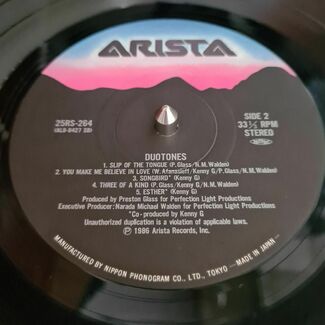 ARISTA
25RS-264
(AL8-8427 SB)
SIDE 2
33⅓ RPM
STEREO
DUOTONES
1. SLIP OF THE TONGUE (P.Glass/N.M.Walden)
2. YOU MAKE ME BELIEVE IN LOVE (W. Afanasieff/Kenny G/P.Glass/N.M.Walden)
3. SONGBIRD* (Kenny G)
4. THREE OF A KIND (P.Glass/Kenny G/N.M.Walden)
5. ESTHER* (Kenny G)
Produced by Preston Glass for Perfection Light Productions
Executive Producer: Narada Michael Walden for Perfection Light Productions
*Co-produced by Kenny G
Unauthorized duplication is a violation of applicable laws.
Ⓟ © 1986 Arista Records, Inc.
MANUFACTURED BY NIPPON PHONOGRAM CO., LTD., TOKYO—MADE IN JAPAN—